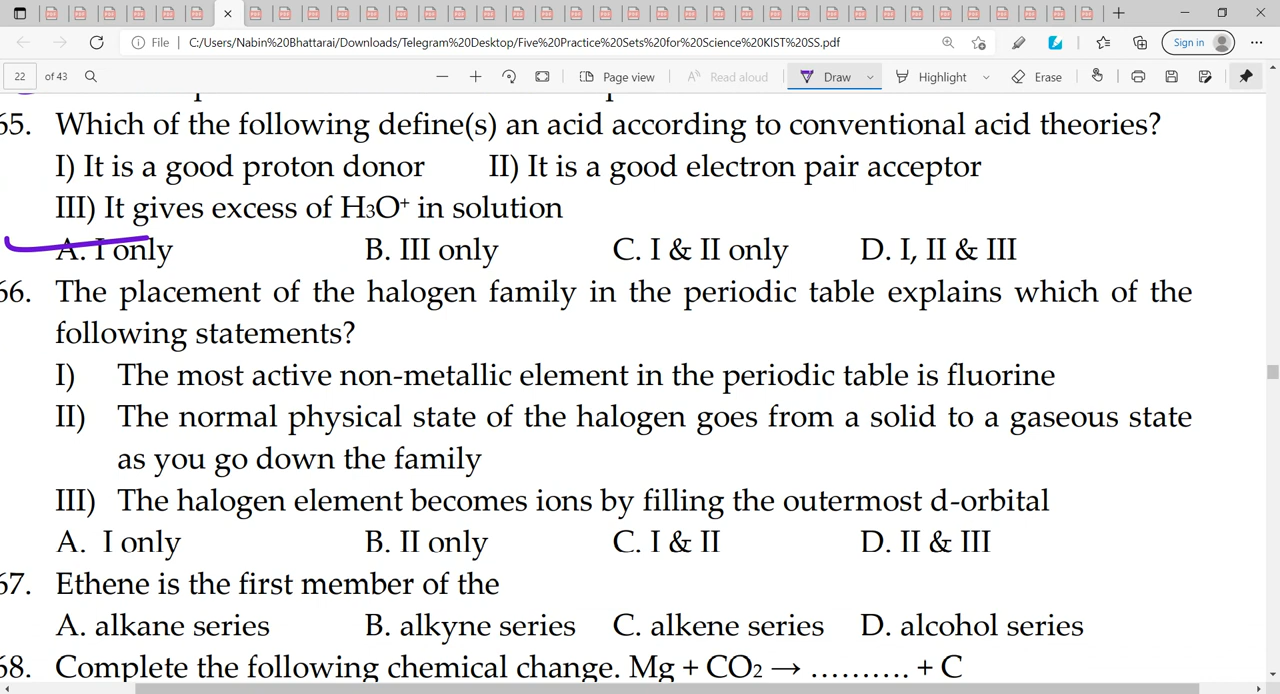 File | C:/Users/Nabin%20Bhattarai/Downloads/Telegram%20Desktop/Five%20Practice%20Sets%20for%20Science%20KIST%20SS.pdf
Sign in
22 of 43
Page view
Read aloud
Draw
Highlight
Erase
65. Which of the following define(s) an acid according to conventional acid theories?
I) It is a good proton donor II) It is a good electron pair acceptor
III) It gives excess of H₃O⁺ in solution
A. I only B. III only C. I & II only D. I, II & III
66. The placement of the halogen family in the periodic table explains which of the
following statements?
I) The most active non-metallic element in the periodic table is fluorine
II) The normal physical state of the halogen goes from a solid to a gaseous state
as you go down the family
III) The halogen element becomes ions by filling the outermost d-orbital
A. I only B. II only C. I & II D. II & III
67. Ethene is the first member of the
A. alkane series B. alkyne series C. alkene series D. alcohol series
68. Complete the following chemical change. Mg + CO₂ → .......... + C